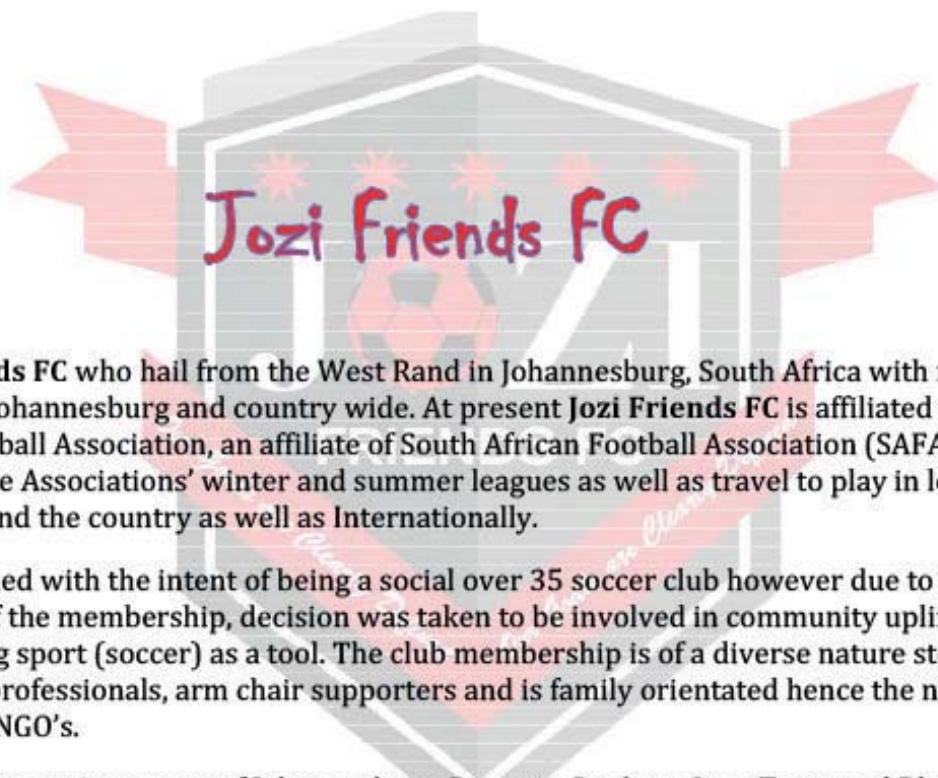 Jozi Friends FC
JOZI
FRIENDS FC
ds FC who hail from the West Rand in Johannesburg, South Africa with
ohannesburg and country wide. At present Jozi Friends FC is affiliated
ball Association, an affiliate of South African Football Association (SAFA
e Associations' winter and summer leagues as well as travel to play in l
nd the country as well as Internationally.
ed with the intent of being a social over 35 soccer club however due to
f the membership, decision was taken to be involved in community upli
g sport (soccer) as a tool. The club membership is of a diverse nature st
professionals, arm chair supporters and is family orientated hence the n
NGO's.